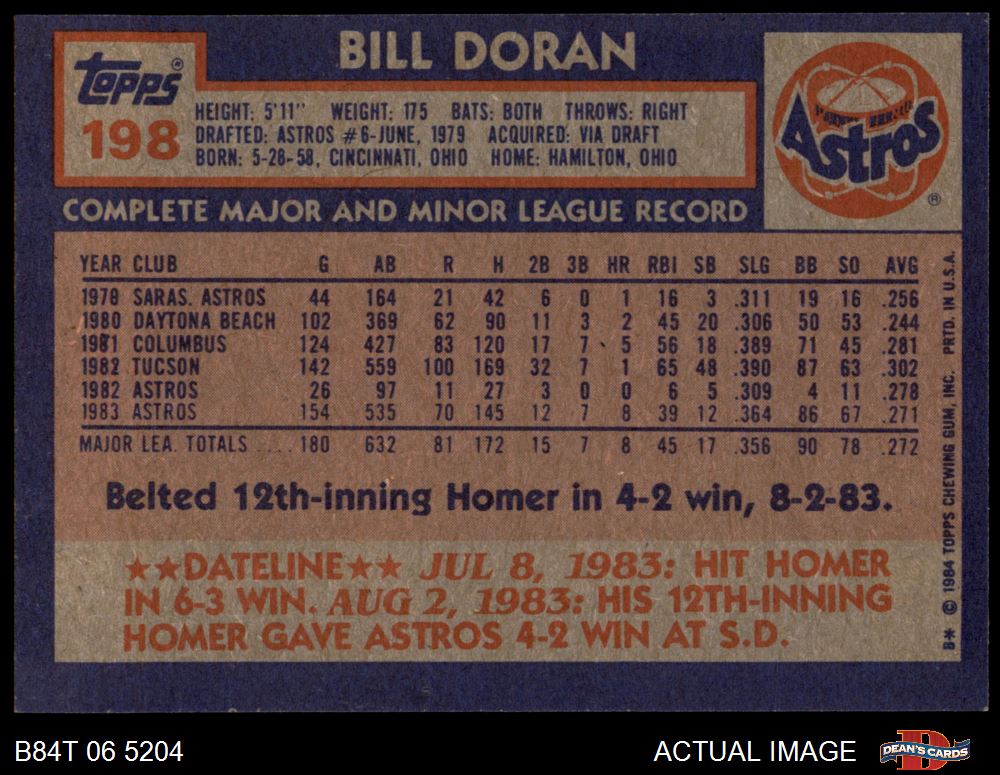 BILL DORAN
Topps®
198
HEIGHT: 5'11" WEIGHT: 175 BATS: BOTH THROWS: RIGHT
DRAFTED: ASTROS #6-JUNE, 1979 ACQUIRED: VIA DRAFT
BORN: 5-28-58, CINCINNATI, OHIO HOME: HAMILTON, OHIO
Astros
®
COMPLETE MAJOR AND MINOR LEAGUE RECORD
YEAR CLUB G AB R H 2B 3B HR RBI SB SLG BB SO AVG
1979 SARAS. ASTROS 44 164 21 42 6 0 1 16 3 .311 19 16 .256
1980 DAYTONA BEACH 102 369 62 90 11 3 2 45 20 .306 50 53 .244
1981 COLUMBUS 124 427 83 120 17 7 5 56 18 .389 71 45 .281
1982 TUCSON 142 559 100 169 32 7 1 65 48 .390 87 63 .302
1982 ASTROS 26 97 11 27 3 0 0 6 5 .309 4 11 .278
1983 ASTROS 154 535 70 145 12 7 8 39 12 .364 86 67 .271
MAJOR LEA. TOTALS .... 180 632 81 172 15 7 8 45 17 .356 90 78 .272
Belted 12th-inning Homer in 4-2 win, 8-2-83.
★★DATELINE★★ JUL 8, 1983: HIT HOMER
IN 6-3 WIN. AUG 2, 1983: HIS 12TH-INNING
HOMER GAVE ASTROS 4-2 WIN AT S.D.
B* © 1984 TOPPS CHEWING GUM, INC. PRTD. IN U.S.A.
B84T 06 5204
ACTUAL IMAGE
D
DEAN'S CARDS